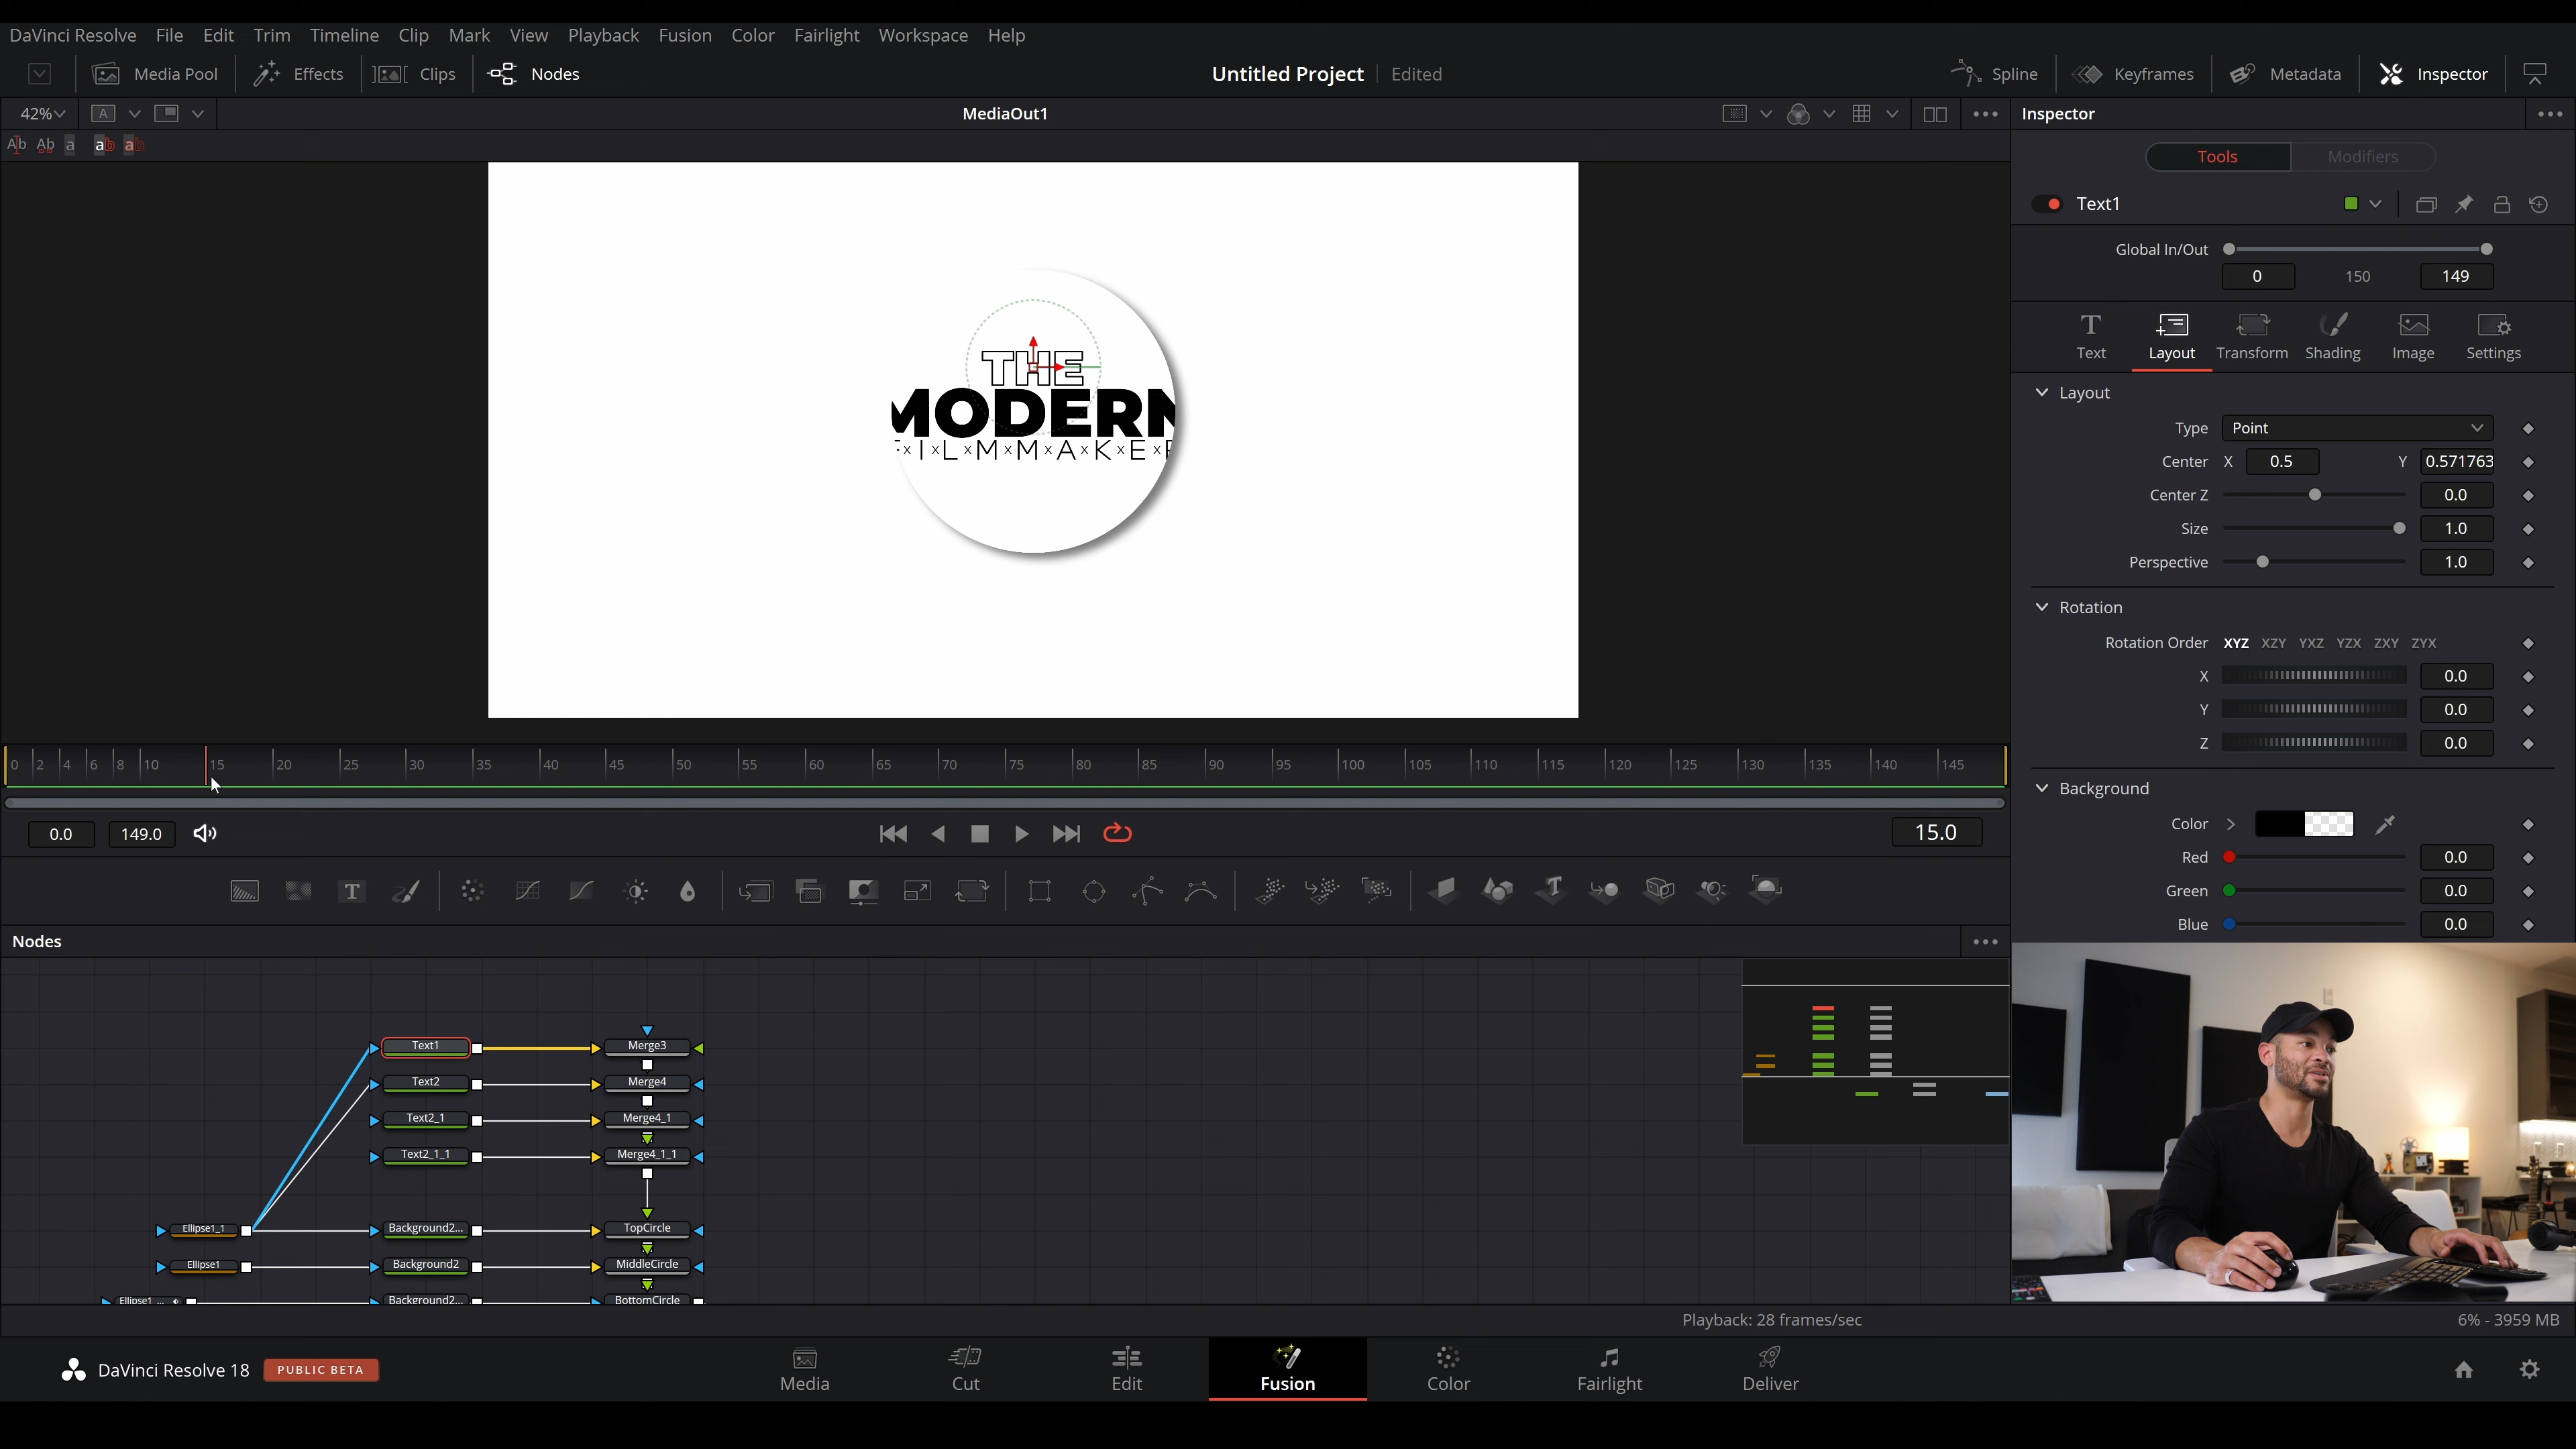 DaVinci Resolve File Edit Trim Timeline Clip Mark View Playback Fusion Color Fairlight Workspace Help
Media Pool Effects Clips Nodes Untitled Project Edited Spline Keyframes Metadata Inspector
42% A MediaOut1 Inspector
Ab Ab a ab ab
Tools Modifiers
Text1
Global In/Out
0 150 149
Text Layout Transform Shading Image Settings
Layout
Type Point
Center X 0.5 Y 0.571763
Center Z 0.0
Size 1.0
Perspective 1.0
Rotation
Rotation Order XYZ XZY YXZ YZX ZXY ZYX
X 0.0
Y 0.0
Z 0.0
Background
Color
Red 0.0
Green 0.0
Blue 0.0
THE
MODERN
FxIxLxMxMxAxKxExR
0 2 4 6 8 10 15 20 25 30 35 40 45 50 55 60 65 70 75 80 85 90 95 100 105 110 115 120 125 130 135 140 145
0.0 149.0 15.0
T T
Nodes
Text1 Merge3
Text2 Merge4
Text2_1 Merge4_1
Text2_1_1 Merge4_1_1
Ellipse1_1 Background2... TopCircle
Ellipse1 Background2 MiddleCircle
Ellipse1_... Background2... BottomCircle
Playback: 28 frames/sec 6% - 3959 MB
DaVinci Resolve 18 PUBLIC BETA
Media Cut Edit Fusion Color Fairlight Deliver